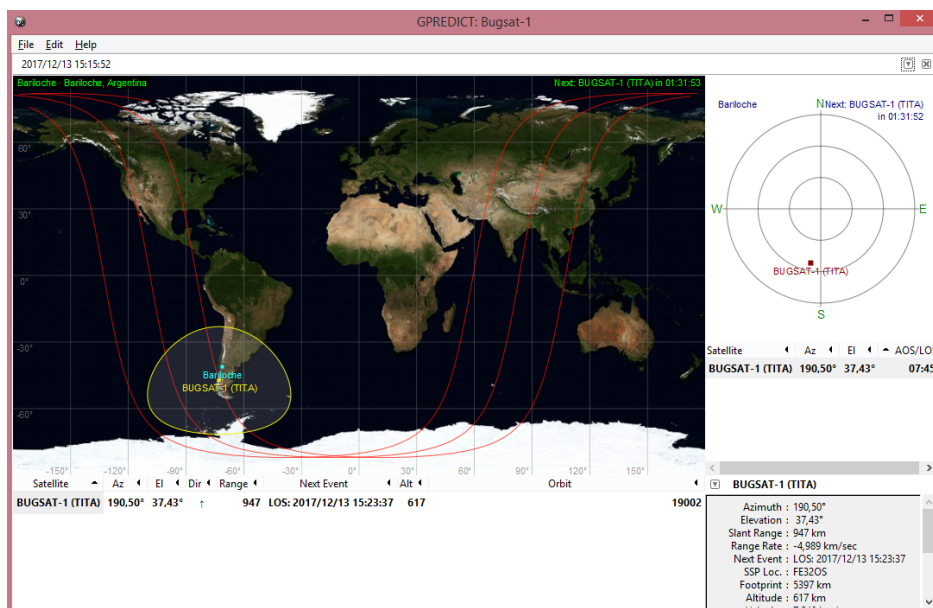 GPREDICT: Bugsat-1
File Edit Help
2017/12/13 15:15:52
Bariloche - Bariloche, Argentina
Next: BUGSAT-1 (TITA) in 01:31:53
60°
30°
0°
-30°
-60°
Bariloche
BUGSAT-1 (TITA)
-150° -120° -90° -60° -30° 0° 30° 60° 90° 120° 150°
Satellite Az El Dir Range Next Event Alt Orbit
BUGSAT-1 (TITA) 190,50° 37,43° ↑ 947 LOS: 2017/12/13 15:23:37 617 19002
Bariloche
N
Next: BUGSAT-1 (TITA)
in 01:31:52
W
E
BUGSAT-1 (TITA)
S
Satellite Az El AOS/LOS
BUGSAT-1 (TITA) 190,50° 37,43° 07:45
BUGSAT-1 (TITA)
Azimuth : 190,50°
Elevation : 37,43°
Slant Range : 947 km
Range Rate : -4,989 km/sec
Next Event : LOS: 2017/12/13 15:23:37
SSP Loc. : FE32OS
Footprint : 5397 km
Altitude : 617 km